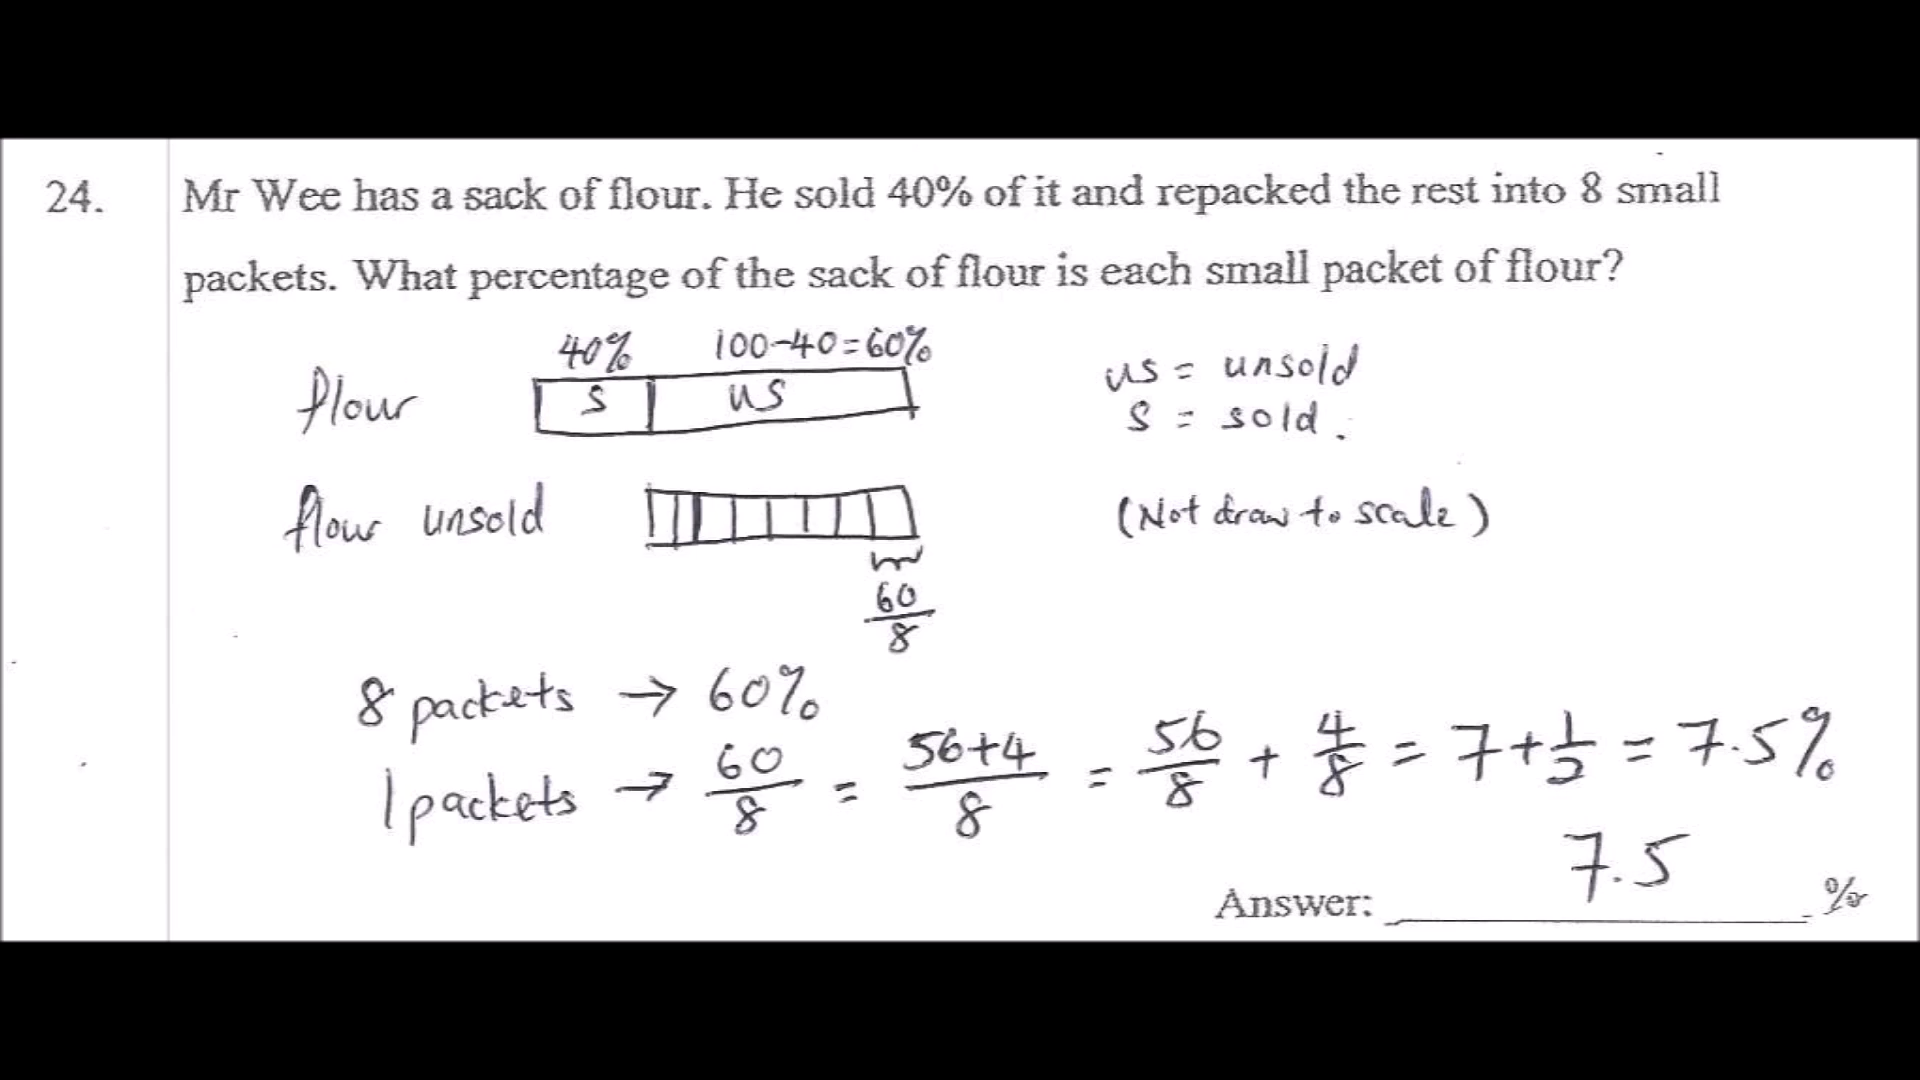 24. Mr Wee has a sack of flour. He sold 40% of it and repacked the rest into 8 small
packets. What percentage of the sack of flour is each small packet of flour?
40% 100-40=60%
flour S US
us = unsold
S = sold.
flour unsold
(Not draw to scale)
60/8
8 packets → 60%
1 packets → 60/8 = 56+4/8 = 56/8 + 4/8 = 7+1/2 = 7.5%
7.5
Answer: %